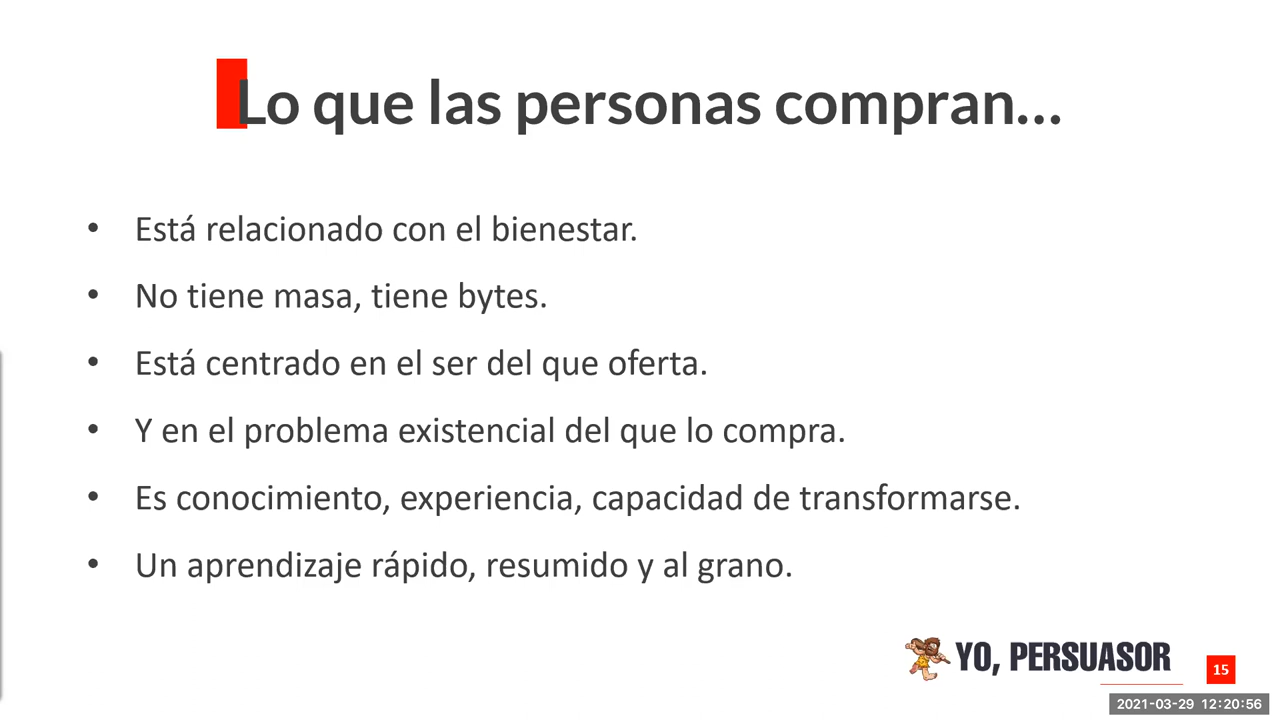 Lo que las personas compran...
• Está relacionado con el bienestar.
• No tiene masa, tiene bytes.
• Está centrado en el ser del que oferta.
• Y en el problema existencial del que lo compra.
• Es conocimiento, experiencia, capacidad de transformarse.
• Un aprendizaje rápido, resumido y al grano.
YO, PERSUASOR
15
2021-03-29 12:20:56